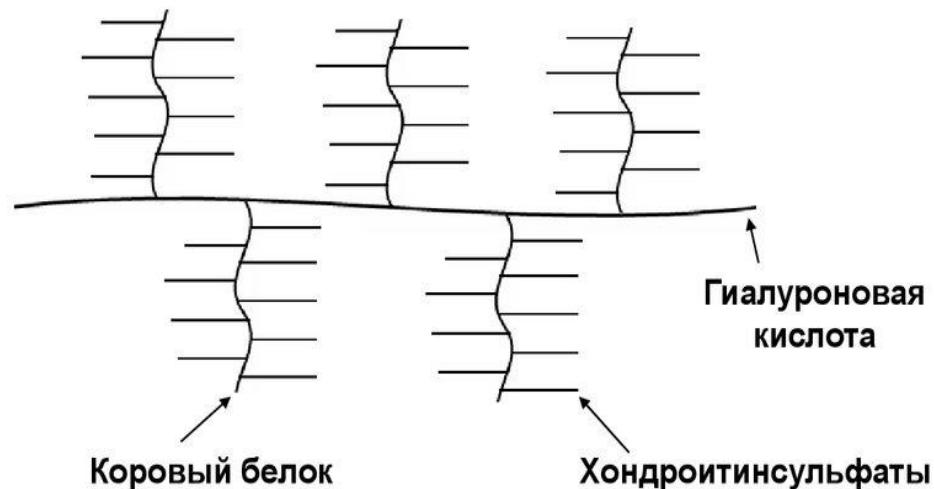 Гиалуроновая
кислота
Коровый белок
Хондроитинсульфаты